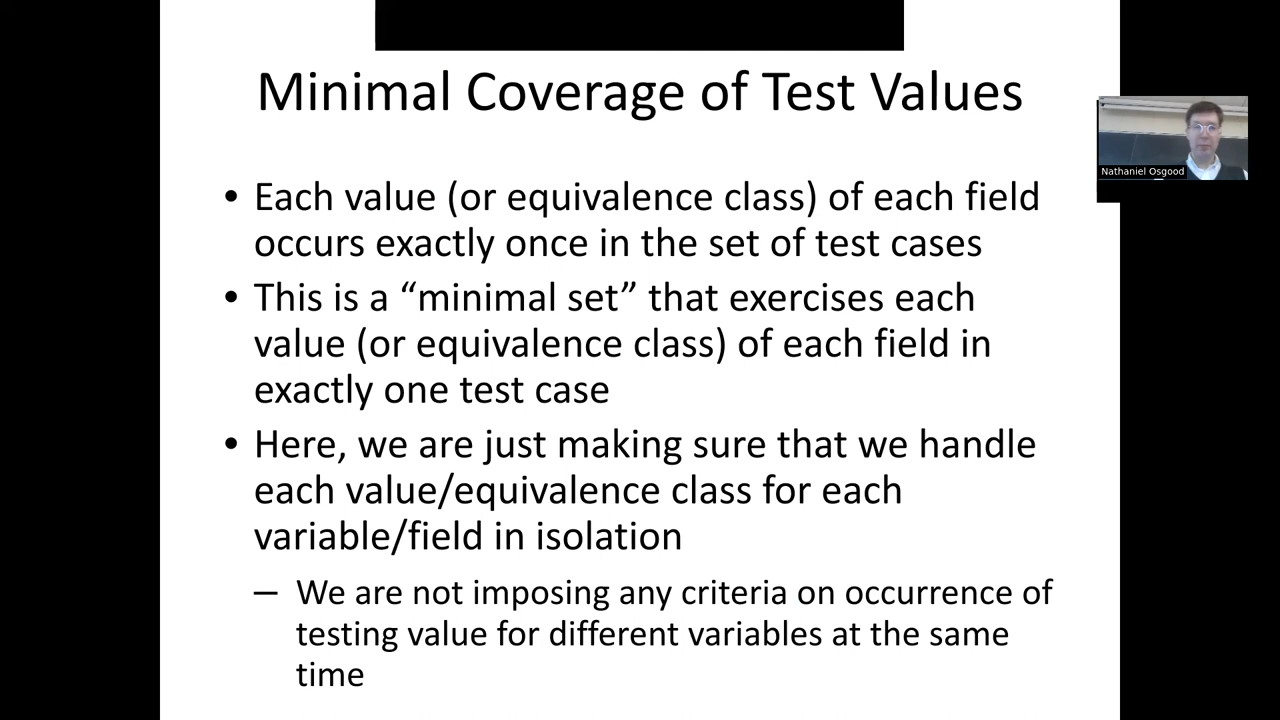 Minimal Coverage of Test Values
• Each value (or equivalence class) of each field
occurs exactly once in the set of test cases
• This is a “minimal set” that exercises each
value (or equivalence class) of each field in
exactly one test case
• Here, we are just making sure that we handle
each value/equivalence class for each
variable/field in isolation
– We are not imposing any criteria on occurrence of
testing value for different variables at the same
time
Nathaniel Osgood